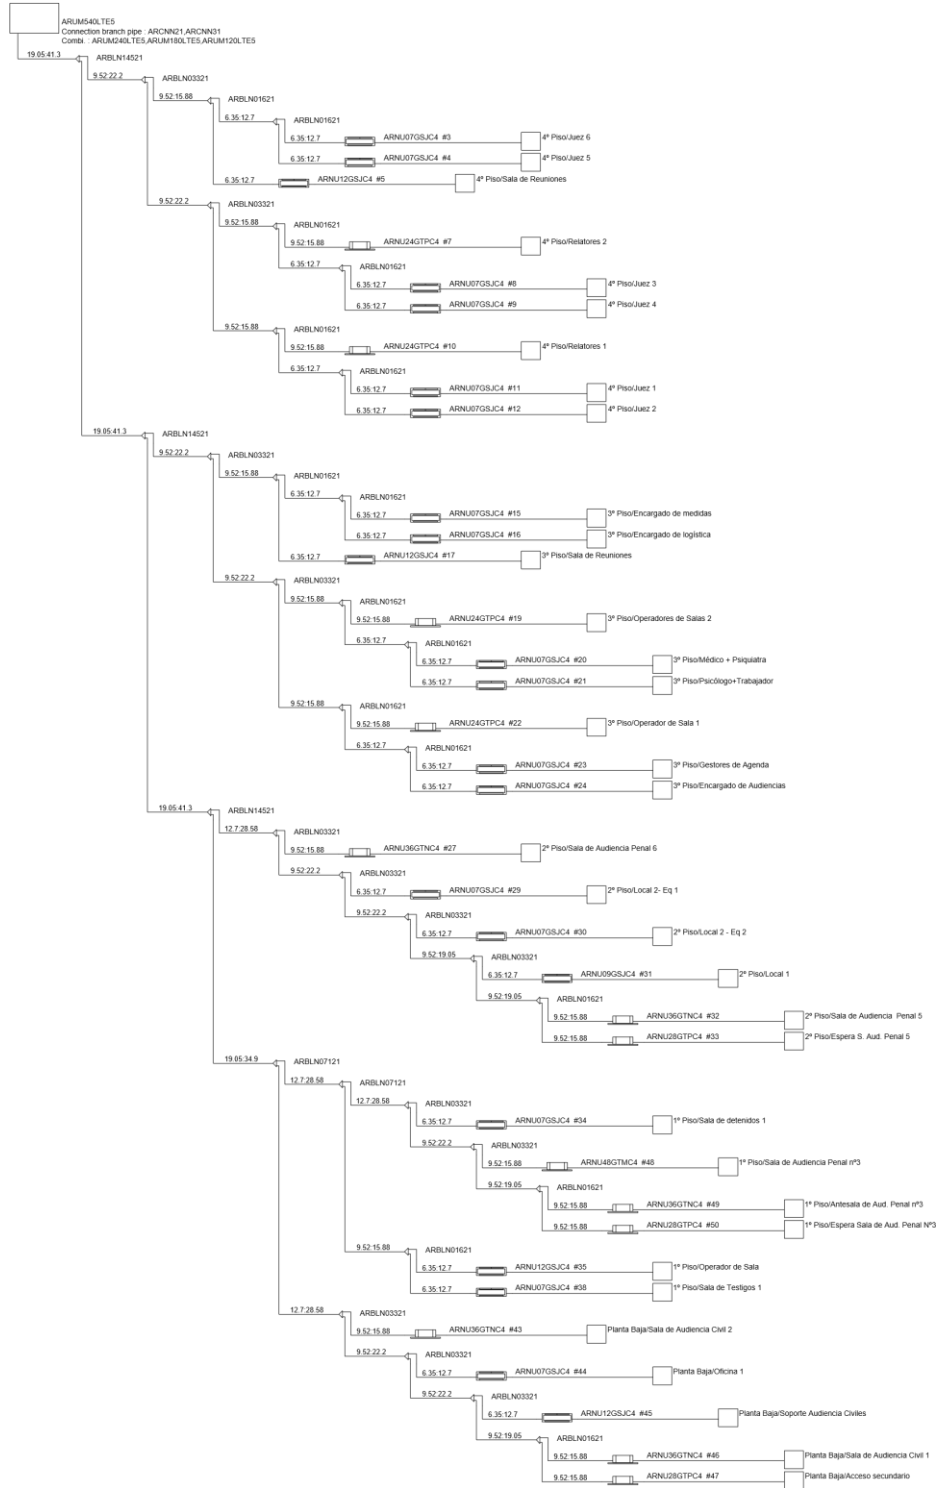 ARUM540LTE5
Connection branch pipe : ARCNN21,ARCNN31
Combi. : ARUM240LTE5,ARUM180LTE5,ARUM120LTE5
19.05:41.3 ARBLN14521
9.52:22.2 ARBLN03321
9.52:15.88 ARBLN01621
6.35:12.7 ARBLN01621
6.35:12.7 ARNU07GSJC4 #3 4º Piso/Juez 6
6.35:12.7 ARNU07GSJC4 #4 4º Piso/Juez 5
6.35:12.7 ARNU12GSJC4 #5 4º Piso/Sala de Reuniones
9.52:22.2 ARBLN03321
9.52:15.88 ARBLN01621
9.52:15.88 ARNU24GTPC4 #7 4º Piso/Relatores 2
6.35:12.7 ARBLN01621
6.35:12.7 ARNU07GSJC4 #8 4º Piso/Juez 3
6.35:12.7 ARNU07GSJC4 #9 4º Piso/Juez 4
9.52:15.88 ARBLN01621
9.52:15.88 ARNU24GTPC4 #10 4º Piso/Relatores 1
6.35:12.7 ARBLN01621
6.35:12.7 ARNU07GSJC4 #11 4º Piso/Juez 1
6.35:12.7 ARNU07GSJC4 #12 4º Piso/Juez 2
19.05:41.3 ARBLN14521
9.52:22.2 ARBLN03321
9.52:15.88 ARBLN01621
6.35:12.7 ARBLN01621
6.35:12.7 ARNU07GSJC4 #15 3º Piso/Encargado de medidas
6.35:12.7 ARNU07GSJC4 #16 3º Piso/Encargado de logística
6.35:12.7 ARNU12GSJC4 #17 3º Piso/Sala de Reuniones
9.52:22.2 ARBLN03321
9.52:15.88 ARBLN01621
9.52:15.88 ARNU24GTPC4 #19 3º Piso/Operadores de Salas 2
6.35:12.7 ARBLN01621
6.35:12.7 ARNU07GSJC4 #20 3º Piso/Médico + Psiquiatra
6.35:12.7 ARNU07GSJC4 #21 3º Piso/Psicólogo+Trabajador
9.52:15.88 ARBLN01621
9.52:15.88 ARNU24GTPC4 #22 3º Piso/Operador de Sala 1
6.35:12.7 ARBLN01621
6.35:12.7 ARNU07GSJC4 #23 3º Piso/Gestores de Agenda
6.35:12.7 ARNU07GSJC4 #24 3º Piso/Encargado de Audiencias
19.05:41.3 ARBLN14521
12.7:28.58 ARBLN03321
9.52:15.88 ARNU36GTNC4 #27 2º Piso/Sala de Audiencia Penal 6
9.52:22.2 ARBLN03321
6.35:12.7 ARNU07GSJC4 #29 2º Piso/Local 2- Eq 1
9.52:22.2 ARBLN03321
6.35:12.7 ARNU07GSJC4 #30 2º Piso/Local 2 - Eq 2
9.52:19.05 ARBLN03321
6.35:12.7 ARNU09GSJC4 #31 2º Piso/Local 1
9.52:19.05 ARBLN01621
9.52:15.88 ARNU36GTNC4 #32 2º Piso/Sala de Audiencia Penal 5
9.52:15.88 ARNU28GTPC4 #33 2º Piso/Espera S. Aud. Penal 5
19.05:34.9 ARBLN07121
12.7:28.58 ARBLN07121
12.7:28.58 ARBLN03321
6.35:12.7 ARNU07GSJC4 #34 1º Piso/Sala de detenidos 1
9.52:22.2 ARBLN03321
9.52:15.88 ARNU48GTMC4 #48 1º Piso/Sala de Audiencia Penal nº3
9.52:19.05 ARBLN01621
9.52:15.88 ARNU36GTNC4 #49 1º Piso/Antesala de Aud. Penal nº3
9.52:15.88 ARNU28GTPC4 #50 1º Piso/Espera Sala de Aud. Penal Nº3
9.52:15.88 ARBLN01621
6.35:12.7 ARNU12GSJC4 #35 1º Piso/Operador de Sala
6.35:12.7 ARNU07GSJC4 #38 1º Piso/Sala de Testigos 1
12.7:28.58 ARBLN03321
9.52:15.88 ARNU36GTNC4 #43 Planta Baja/Sala de Audiencia Civil 2
9.52:22.2 ARBLN03321
6.35:12.7 ARNU07GSJC4 #44 Planta Baja/Oficina 1
9.52:22.2 ARBLN03321
6.35:12.7 ARNU12GSJC4 #45 Planta Baja/Soporte Audiencia Civiles
9.52:19.05 ARBLN01621
9.52:15.88 ARNU36GTNC4 #46 Planta Baja/Sala de Audiencia Civil 1
9.52:15.88 ARNU28GTPC4 #47 Planta Baja/Acceso secundario